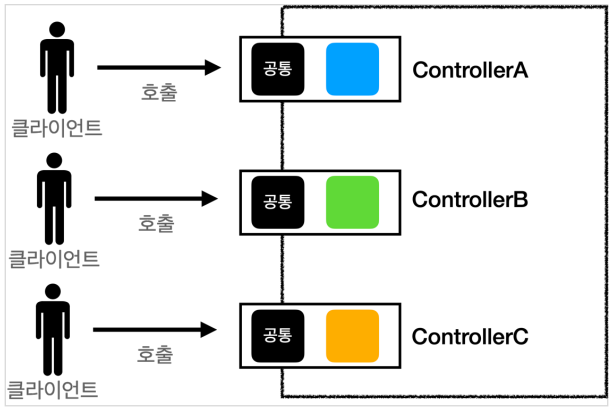 공통
ControllerA
호출
클라이언트
공통
ControllerB
호출
클라이언트
공통
ControllerC
호출
클라이언트